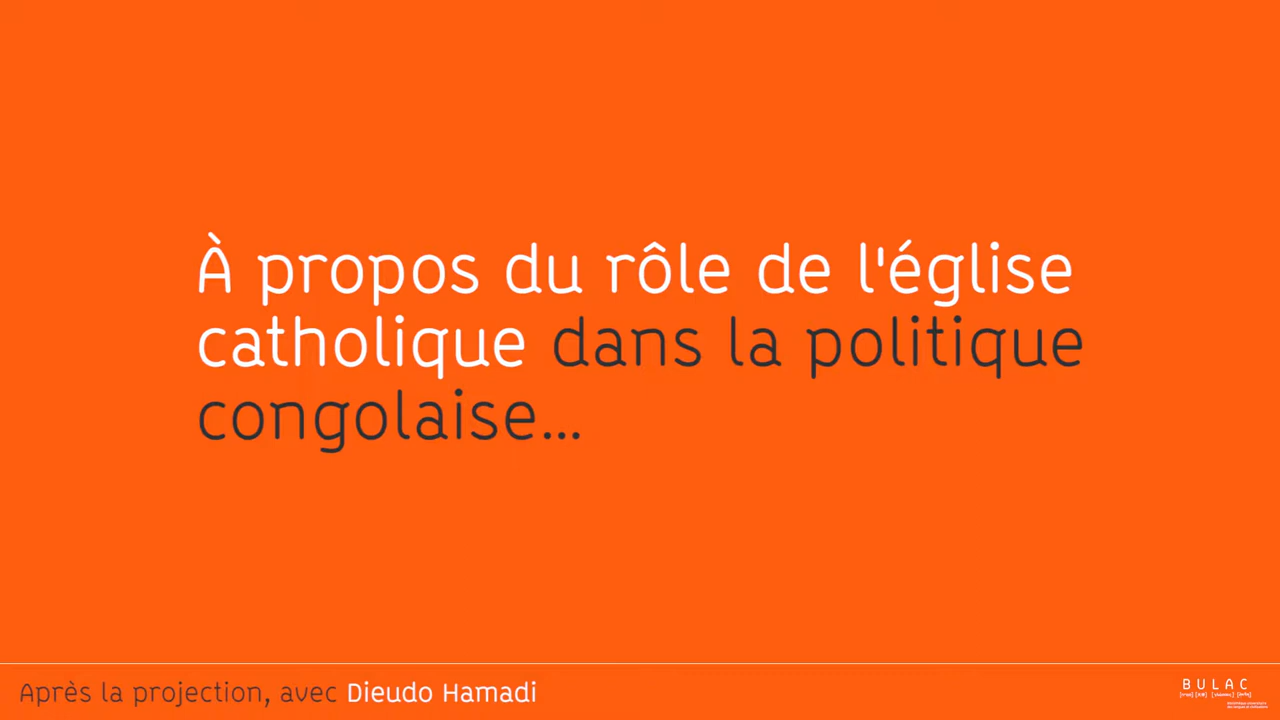 À propos du rôle de l'église
catholique dans la politique
congolaise...
Après la projection, avec Dieudo Hamadi
BULAC